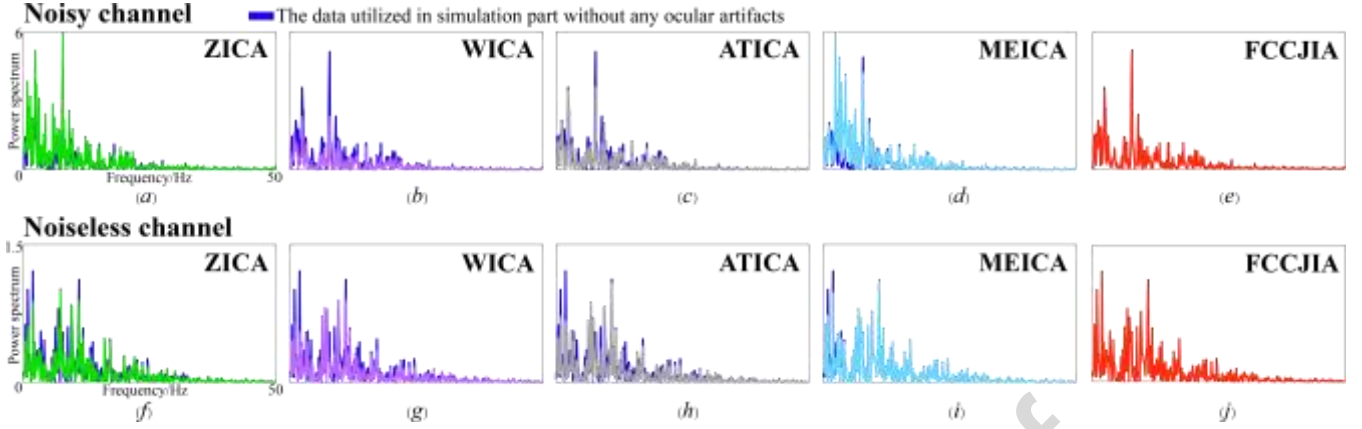 Noisy channel
The data utilized in simulation part without any ocular artifacts
6
Power spectrum
ZICA
WICA
ATICA
MEICA
FCCJIA
0
Frequency/Hz
50
(a)
(b)
(c)
(d)
(e)
Noiseless channel
1.5
Power spectrum
ZICA
WICA
ATICA
MEICA
FCCJIA
0
Frequency/Hz
50
(f)
(g)
(h)
(i)
(j)